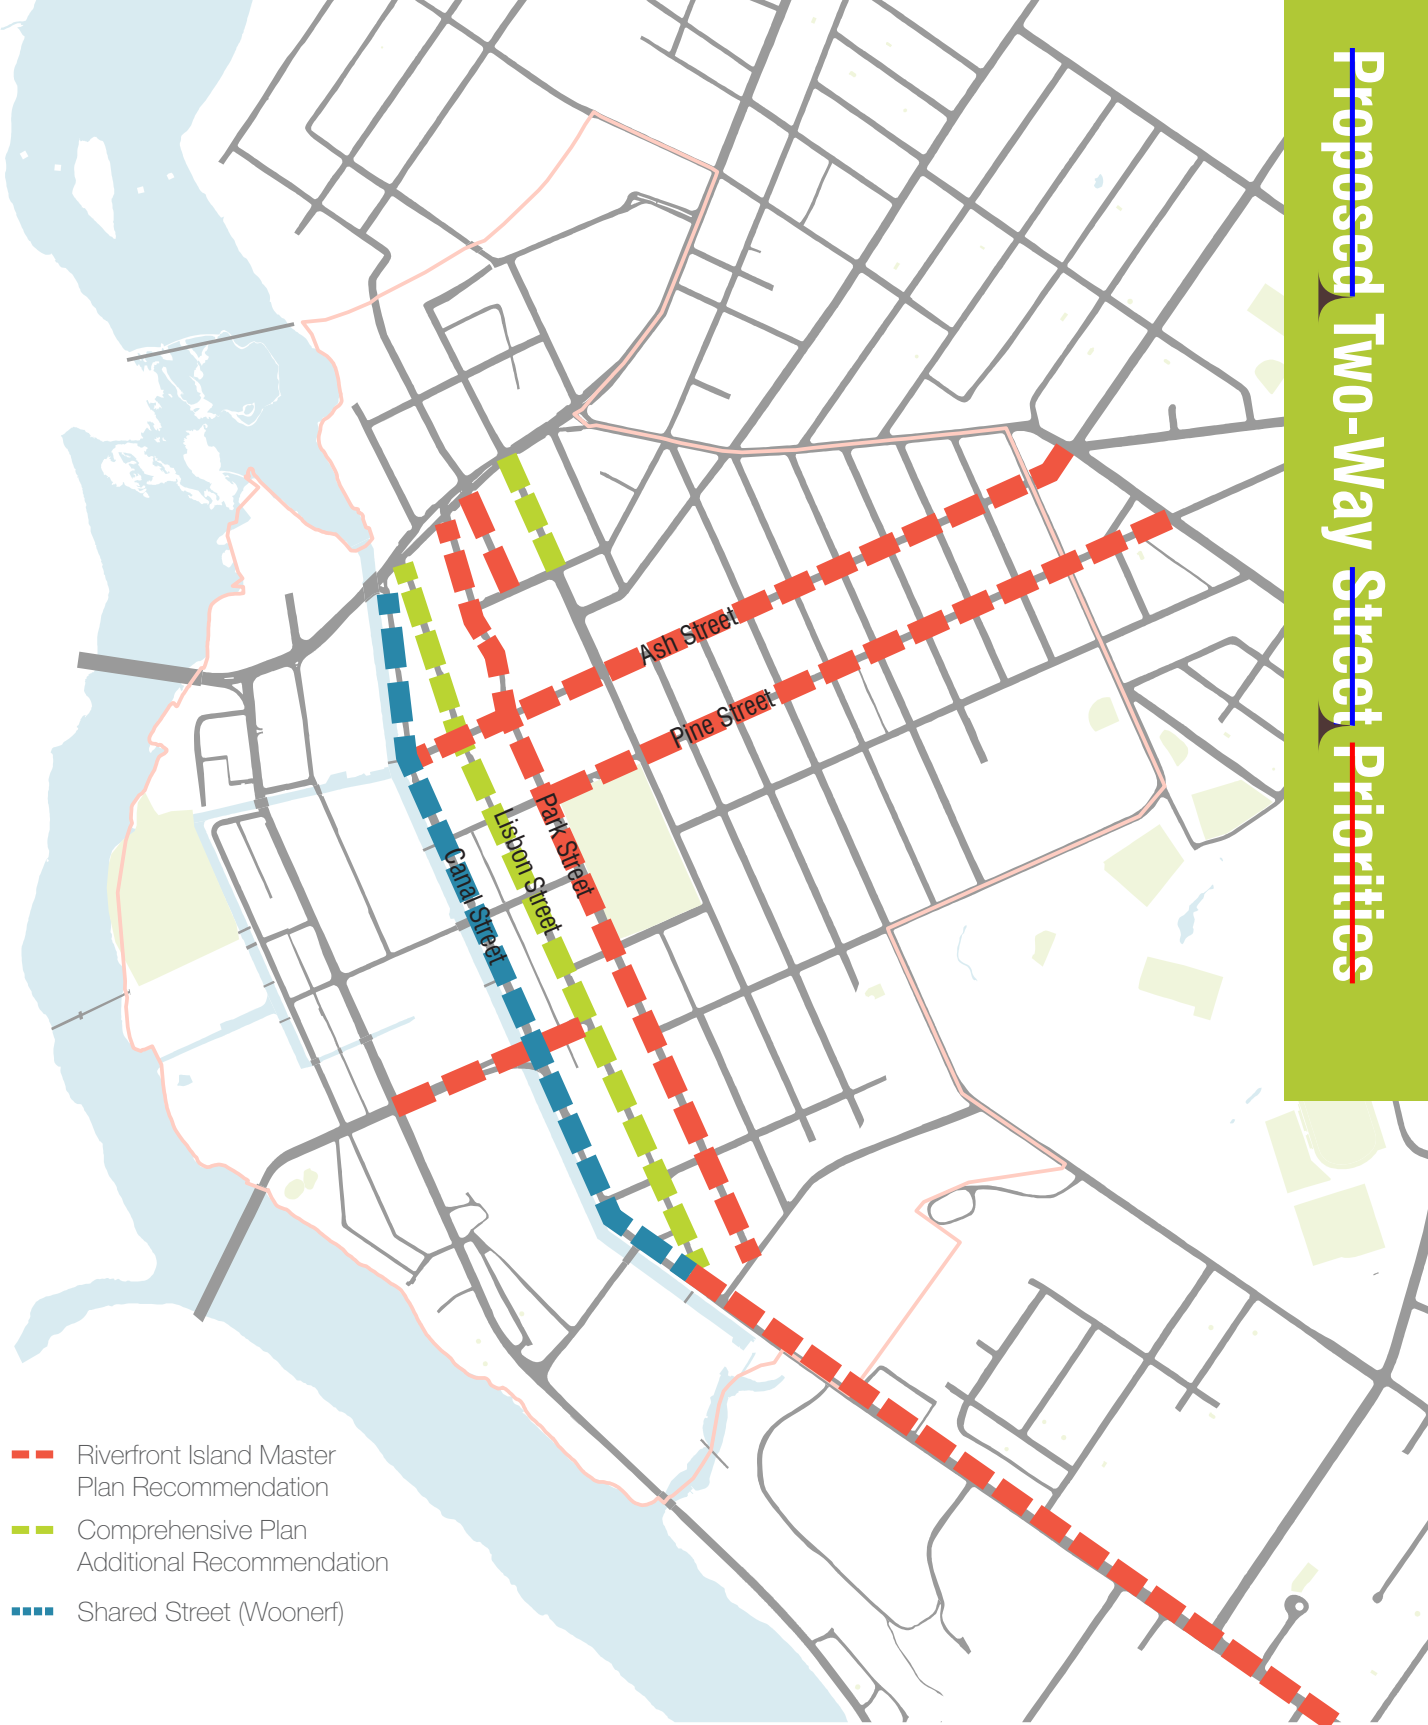 Proposed Two-Way Street Priorities
Ash Street
Pine Street
Park Street
Lisbon Street
Canal Street
Riverfront Island Master
Plan Recommendation
Comprehensive Plan
Additional Recommendation
Shared Street (Woonerf)